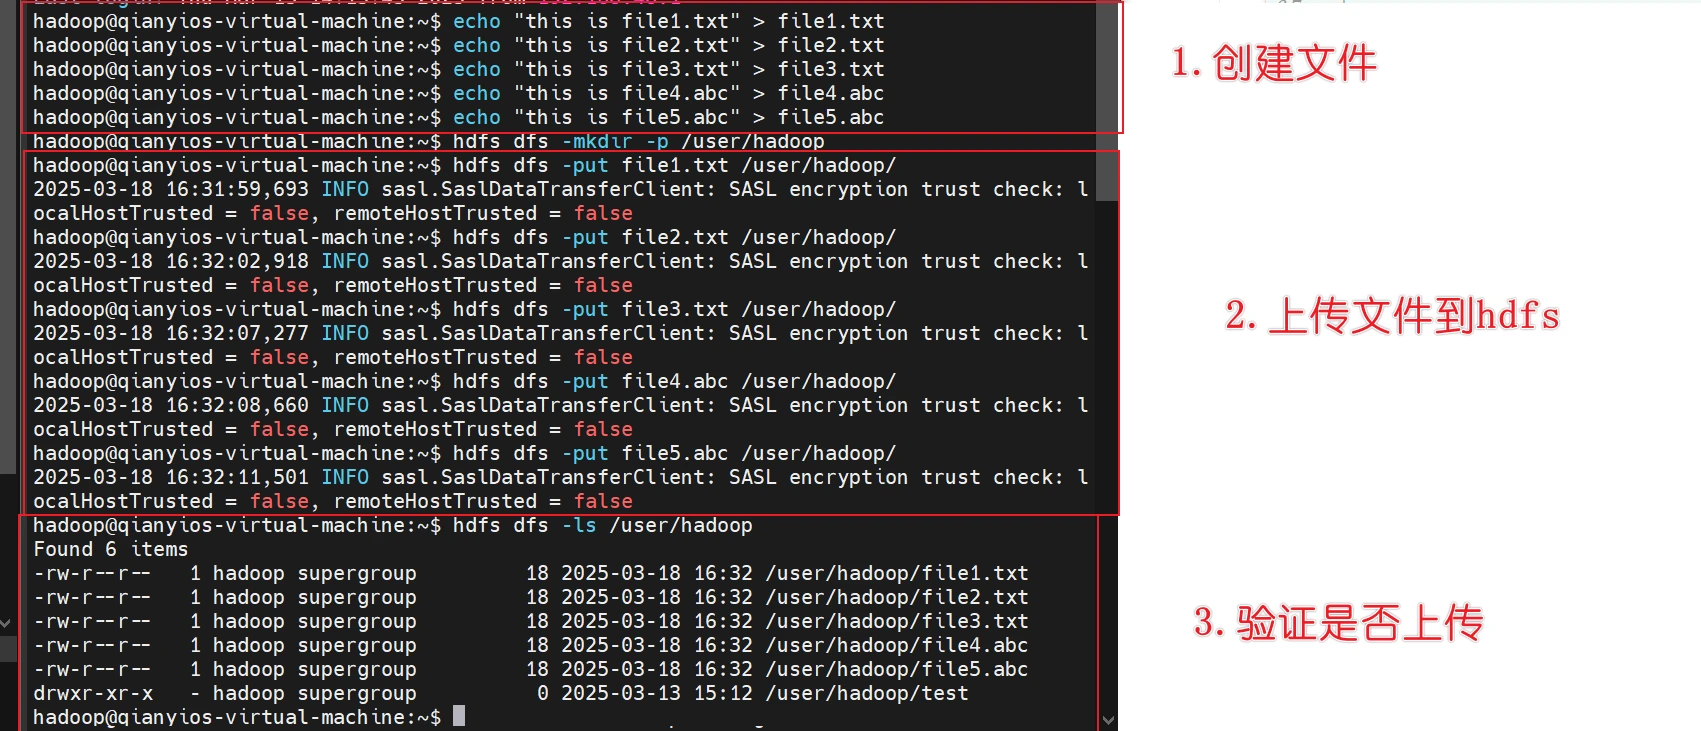 hadoop@qianyios-virtual-machine:~$ echo "this is file1.txt" > file1.txt
hadoop@qianyios-virtual-machine:~$ echo "this is file2.txt" > file2.txt
hadoop@qianyios-virtual-machine:~$ echo "this is file3.txt" > file3.txt
hadoop@qianyios-virtual-machine:~$ echo "this is file4.abc" > file4.abc
hadoop@qianyios-virtual-machine:~$ echo "this is file5.abc" > file5.abc
1. 创建文件
hadoop@qianyios-virtual-machine:~$ hdfs dfs -mkdir -p /user/hadoop
hadoop@qianyios-virtual-machine:~$ hdfs dfs -put file1.txt /user/hadoop/
2025-03-18 16:31:59,693 INFO sasl.SaslDataTransferClient: SASL encryption trust check: l
ocalHostTrusted = false, remoteHostTrusted = false
hadoop@qianyios-virtual-machine:~$ hdfs dfs -put file2.txt /user/hadoop/
2025-03-18 16:32:02,918 INFO sasl.SaslDataTransferClient: SASL encryption trust check: l
ocalHostTrusted = false, remoteHostTrusted = false
hadoop@qianyios-virtual-machine:~$ hdfs dfs -put file3.txt /user/hadoop/
2025-03-18 16:32:07,277 INFO sasl.SaslDataTransferClient: SASL encryption trust check: l
ocalHostTrusted = false, remoteHostTrusted = false
hadoop@qianyios-virtual-machine:~$ hdfs dfs -put file4.abc /user/hadoop/
2025-03-18 16:32:08,660 INFO sasl.SaslDataTransferClient: SASL encryption trust check: l
ocalHostTrusted = false, remoteHostTrusted = false
hadoop@qianyios-virtual-machine:~$ hdfs dfs -put file5.abc /user/hadoop/
2025-03-18 16:32:11,501 INFO sasl.SaslDataTransferClient: SASL encryption trust check: l
ocalHostTrusted = false, remoteHostTrusted = false
2. 上传文件到hdfs
hadoop@qianyios-virtual-machine:~$ hdfs dfs -ls /user/hadoop
Found 6 items
-rw-r--r--   1 hadoop supergroup         18 2025-03-18 16:32 /user/hadoop/file1.txt
-rw-r--r--   1 hadoop supergroup         18 2025-03-18 16:32 /user/hadoop/file2.txt
-rw-r--r--   1 hadoop supergroup         18 2025-03-18 16:32 /user/hadoop/file3.txt
-rw-r--r--   1 hadoop supergroup         18 2025-03-18 16:32 /user/hadoop/file4.abc
-rw-r--r--   1 hadoop supergroup         18 2025-03-18 16:32 /user/hadoop/file5.abc
drwxr-xr-x   - hadoop supergroup          0 2025-03-13 15:12 /user/hadoop/test
hadoop@qianyios-virtual-machine:~$
3. 验证是否上传